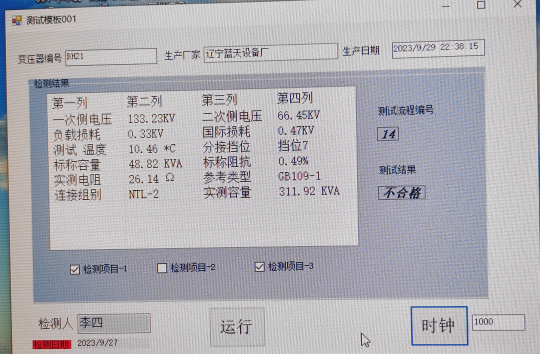 测试模板001
变压器编号 BH21 生产厂家 辽宁蓝天设备厂 生产日期 2023/9/29 22 38 15
检测结果
第一列 第二列 第三列 第四列
一次侧电压 133.23KV 二次侧电压 66.45KV
负载损耗 0.33KV 国际损耗 0.47KV
测试 温度 10.46 *C 分接挡位 挡位7
标称容量 48.82 KVA 标称阻抗 0.49%
实测电阻 26.14 Ω 参考类型 GB109-1
连接组别 NTL-2 实测容量 311.92 KVA
测试流程编号
14
测试结果
不合格
检测项目-1 检测项目-2 检测项目-3
检测人 李四 运行 时钟 1000
检测日期 2023/9/27